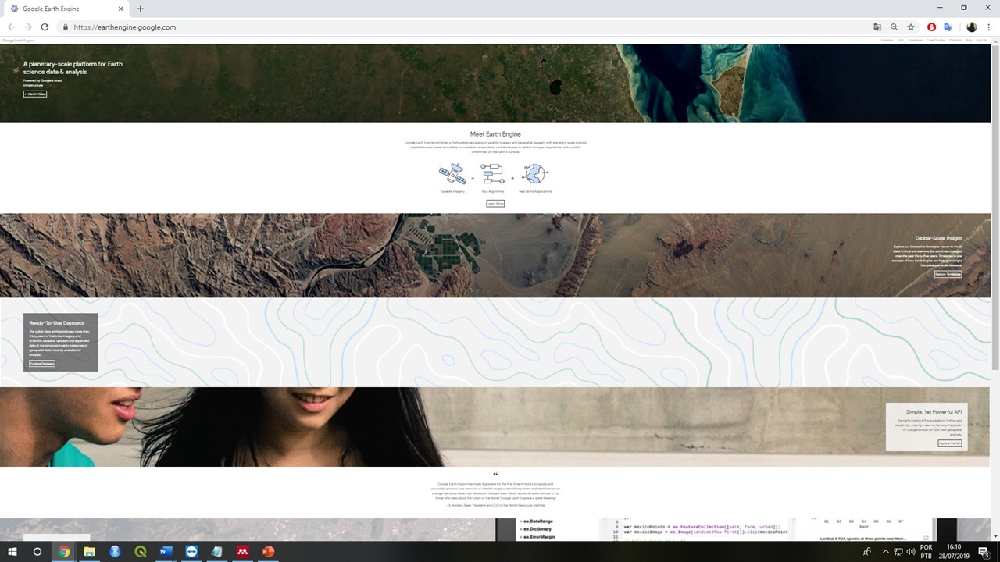 Google Earth Engine
https://earthengine.google.com
Google Earth Engine
Datasets FAQ Timelapse Case Studies Platform Blog Sign Up
A planetary-scale platform for Earth
science data & analysis
Powered by Google's cloud
infrastructure
Watch Video
Meet Earth Engine
Google Earth Engine combines a multi-petabyte catalog of satellite imagery and geospatial datasets with planetary-scale analysis
capabilities and makes it available for scientists, researchers, and developers to detect changes, map trends, and quantify
differences on the Earth's surface.
Satellite Imagery
Your Algorithms
Real World Applications
Learn More
Global-Scale Insight
Explore our interactive timelapse viewer to travel
back in time and see how the world has changed
over the past thirty-five years. Timelapse is one
example of how Earth Engine can help gain insight
into petabyte-scale datasets.
Explore Timelapse
Ready-To-Use Datasets
The public data archive includes more than
thirty years of historical imagery and
scientific datasets, updated and expanded
daily. It contains over twenty petabytes of
geospatial data instantly available for
analysis.
Explore Datasets
Simple, Yet Powerful API
The Earth Engine API is available in Python and
JavaScript, making it easy to harness the power
of Google's cloud for your own geospatial
analysis.
Explore The API
“
Google Earth Engine has made it possible for the first time in history to rapidly and
accurately process vast amounts of satellite imagery, identifying where and when tree cover
change has occurred at high resolution. Global Forest Watch would not exist without it. For
those who care about the future of the planet Google Earth Engine is a great blessing!
-Dr. Andrew Steer, President and CEO of the World Resources Institute.
ee.DateRange
ee.Dictionary
ee.ErrorMargin
8
9 var mexicoPoints = ee.FeatureCollection([park, farm, urban]);
10 var mexicoImage = ee.Image(landsat8Toa.first()).clip(mexicoPoint
11
B1 B2 B3 B4 B5 B6 B7
Band
Landsat 8 TOA spectra at three points near Mexi...
POR
PTB
16:10
28/07/2019
3